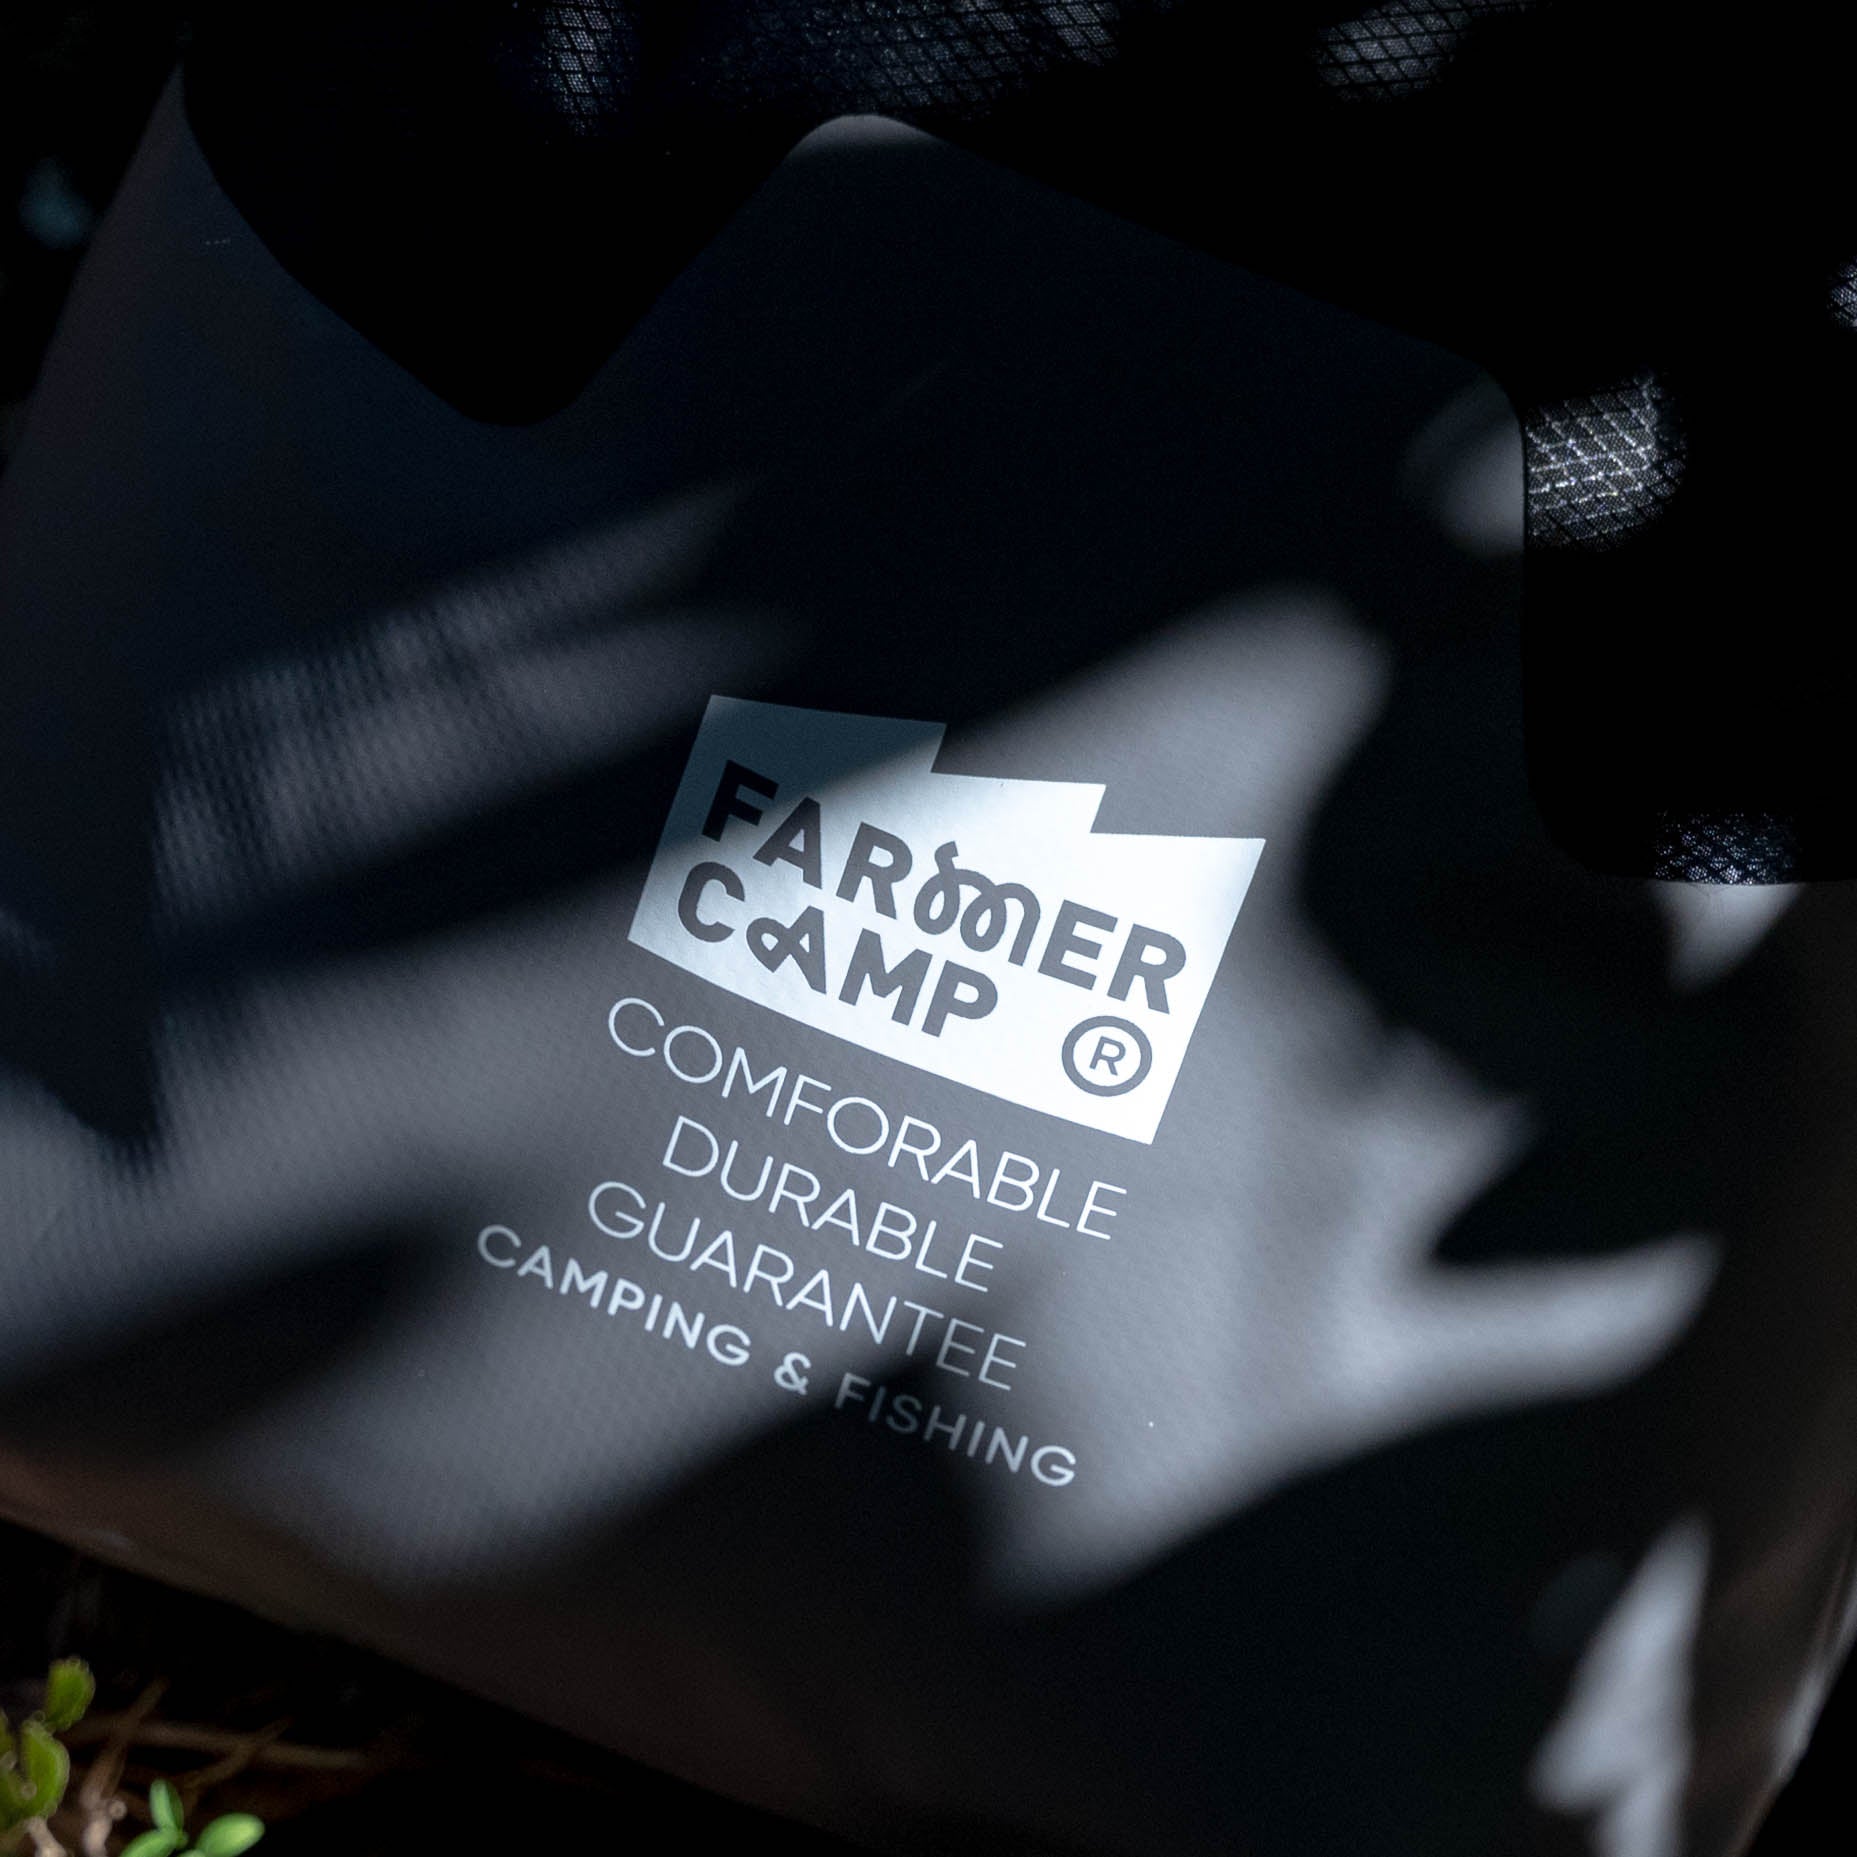 FARMER
CAMP ®
COMFORABLE
DURABLE
GUARANTEE
CAMPING & FISHING